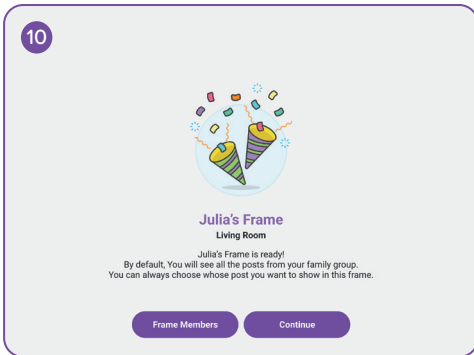 10
Julia's Frame
Living Room
Julia's Frame is ready!
By default, You will see all the posts from your family group.
You can always choose whose post you want to show in this frame.
Frame Members
Continue